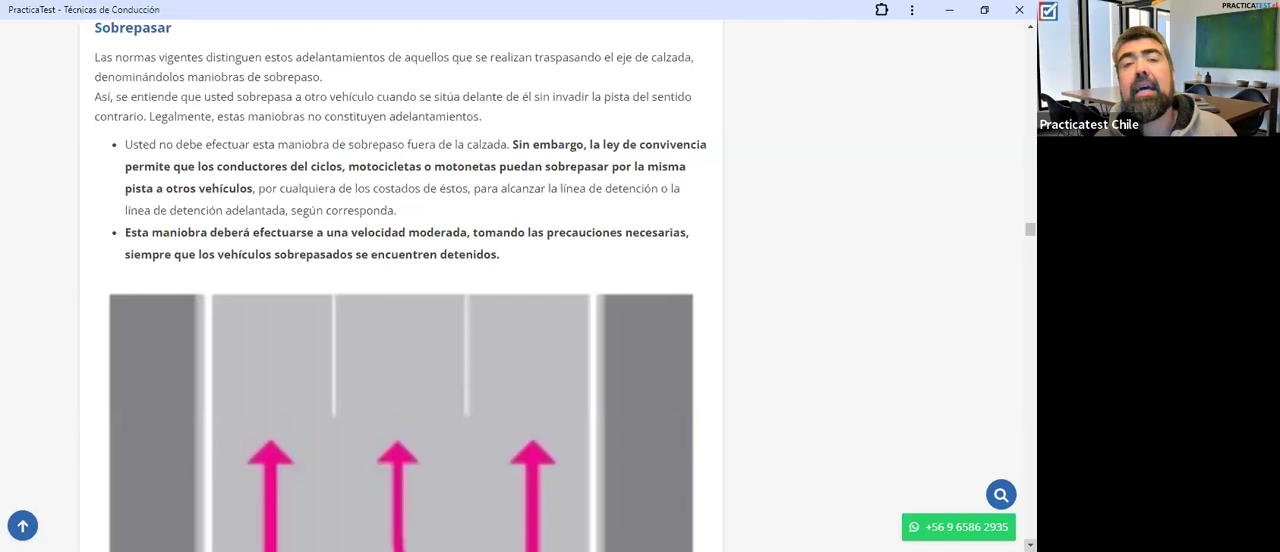 PracticaTest - Técnicas de Conducción
PRACTICATEST.cl
Sobrepasar
Las normas vigentes distinguen estos adelantamientos de aquellos que se realizan traspasando el eje de calzada,
denominándolos maniobras de sobrepaso.
Así, se entiende que usted sobrepasa a otro vehículo cuando se sitúa delante de él sin invadir la pista del sentido
contrario. Legalmente, estas maniobras no constituyen adelantamientos.
Practicatest Chile
• Usted no debe efectuar esta maniobra de sobrepaso fuera de la calzada. Sin embargo, la ley de convivencia
permite que los conductores del ciclos, motocicletas o motonetas puedan sobrepasar por la misma
pista a otros vehículos, por cualquiera de los costados de éstos, para alcanzar la línea de detención o la
línea de detención adelantada, según corresponda.
• Esta maniobra deberá efectuarse a una velocidad moderada, tomando las precauciones necesarias,
siempre que los vehículos sobrepasados se encuentren detenidos.
+56 9 6586 2935